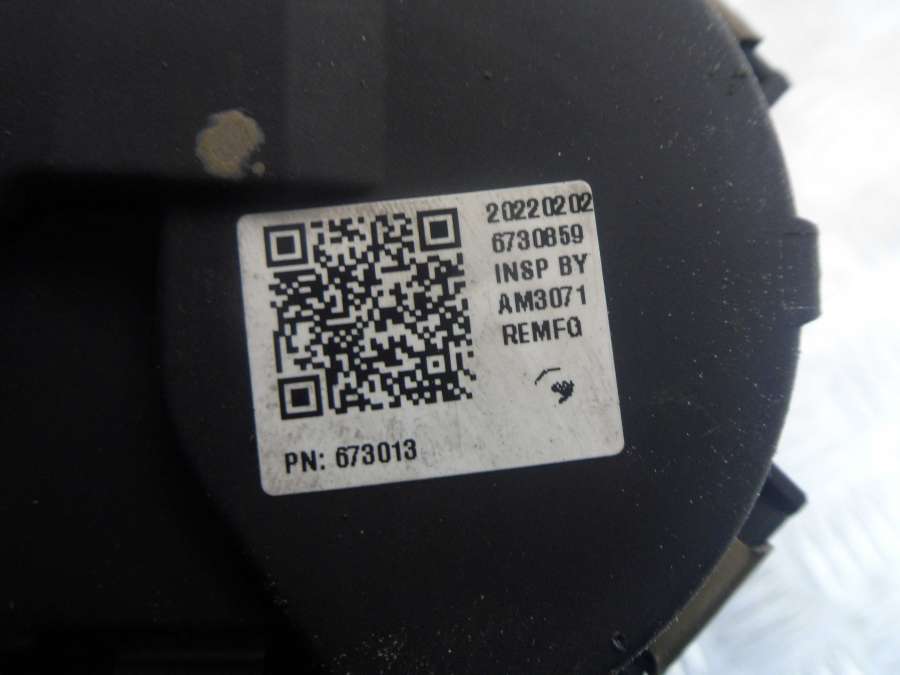 20220202
6730859
INSP BY
AM3071
REMFG
PN: 673013